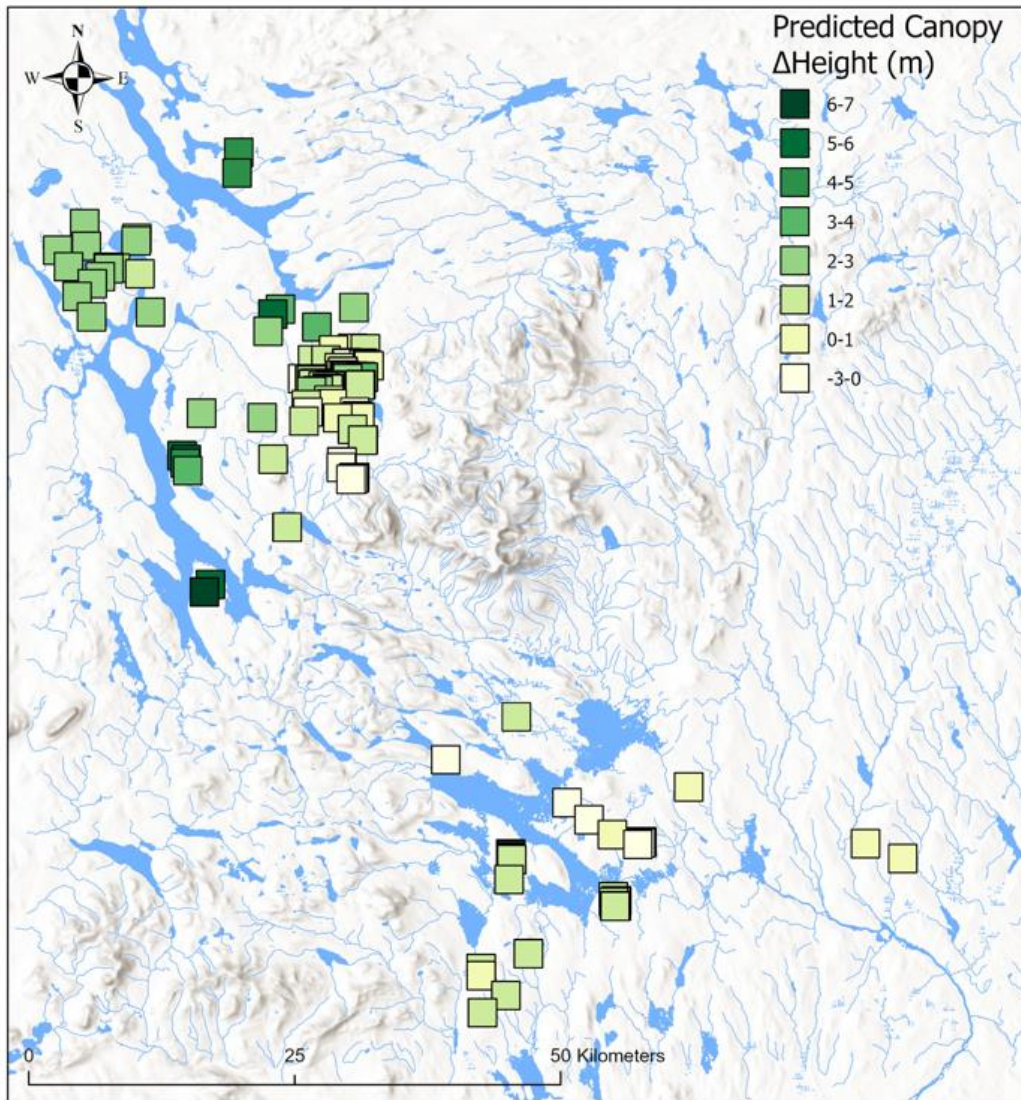 Predicted Canopy
ΔHeight (m)
N
W E
S
6-7
5-6
4-5
3-4
2-3
1-2
0-1
-3-0
0 25 50 Kilometers